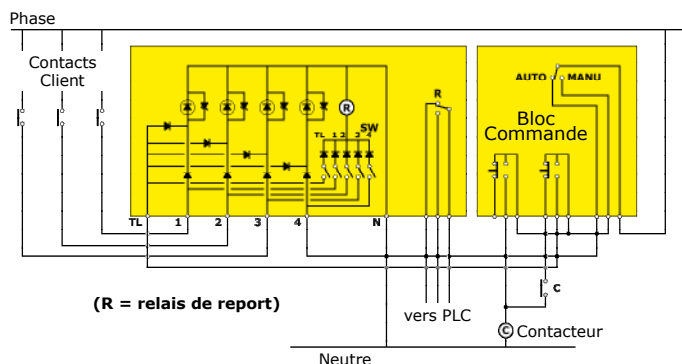 Phase
Contacts
Client
R
TL 1 2 3 4
SW
R
AUTO MANU
Bloc
Commande
TL 1 2 3 4 N
(R = relais de report)
vers PLC
C
C Contacteur
Neutre